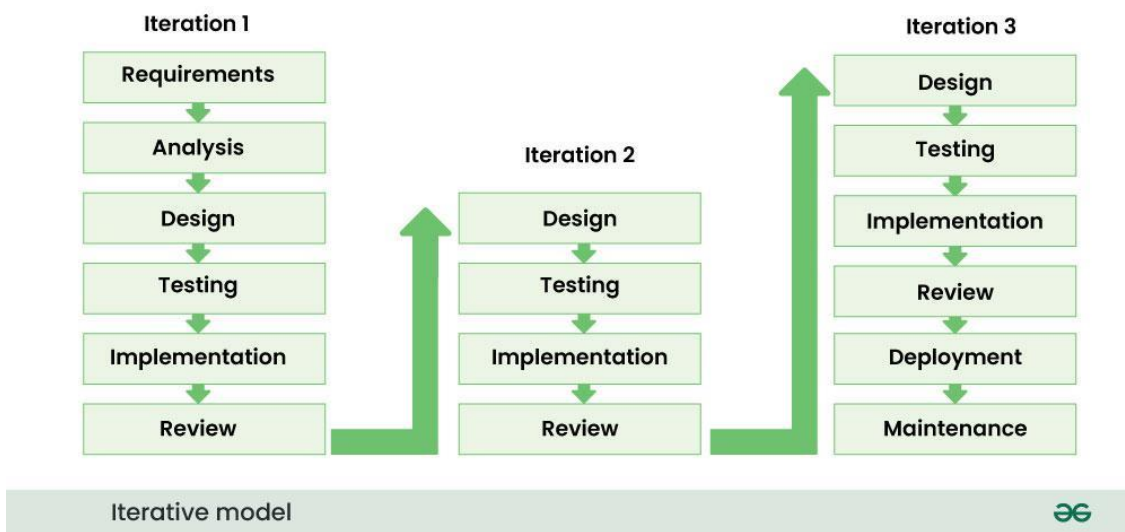 Iteration 1
Requirements
Analysis
Design
Testing
Implementation
Review
Iteration 2
Design
Testing
Implementation
Review
Iteration 3
Design
Testing
Implementation
Review
Deployment
Maintenance
Iterative model